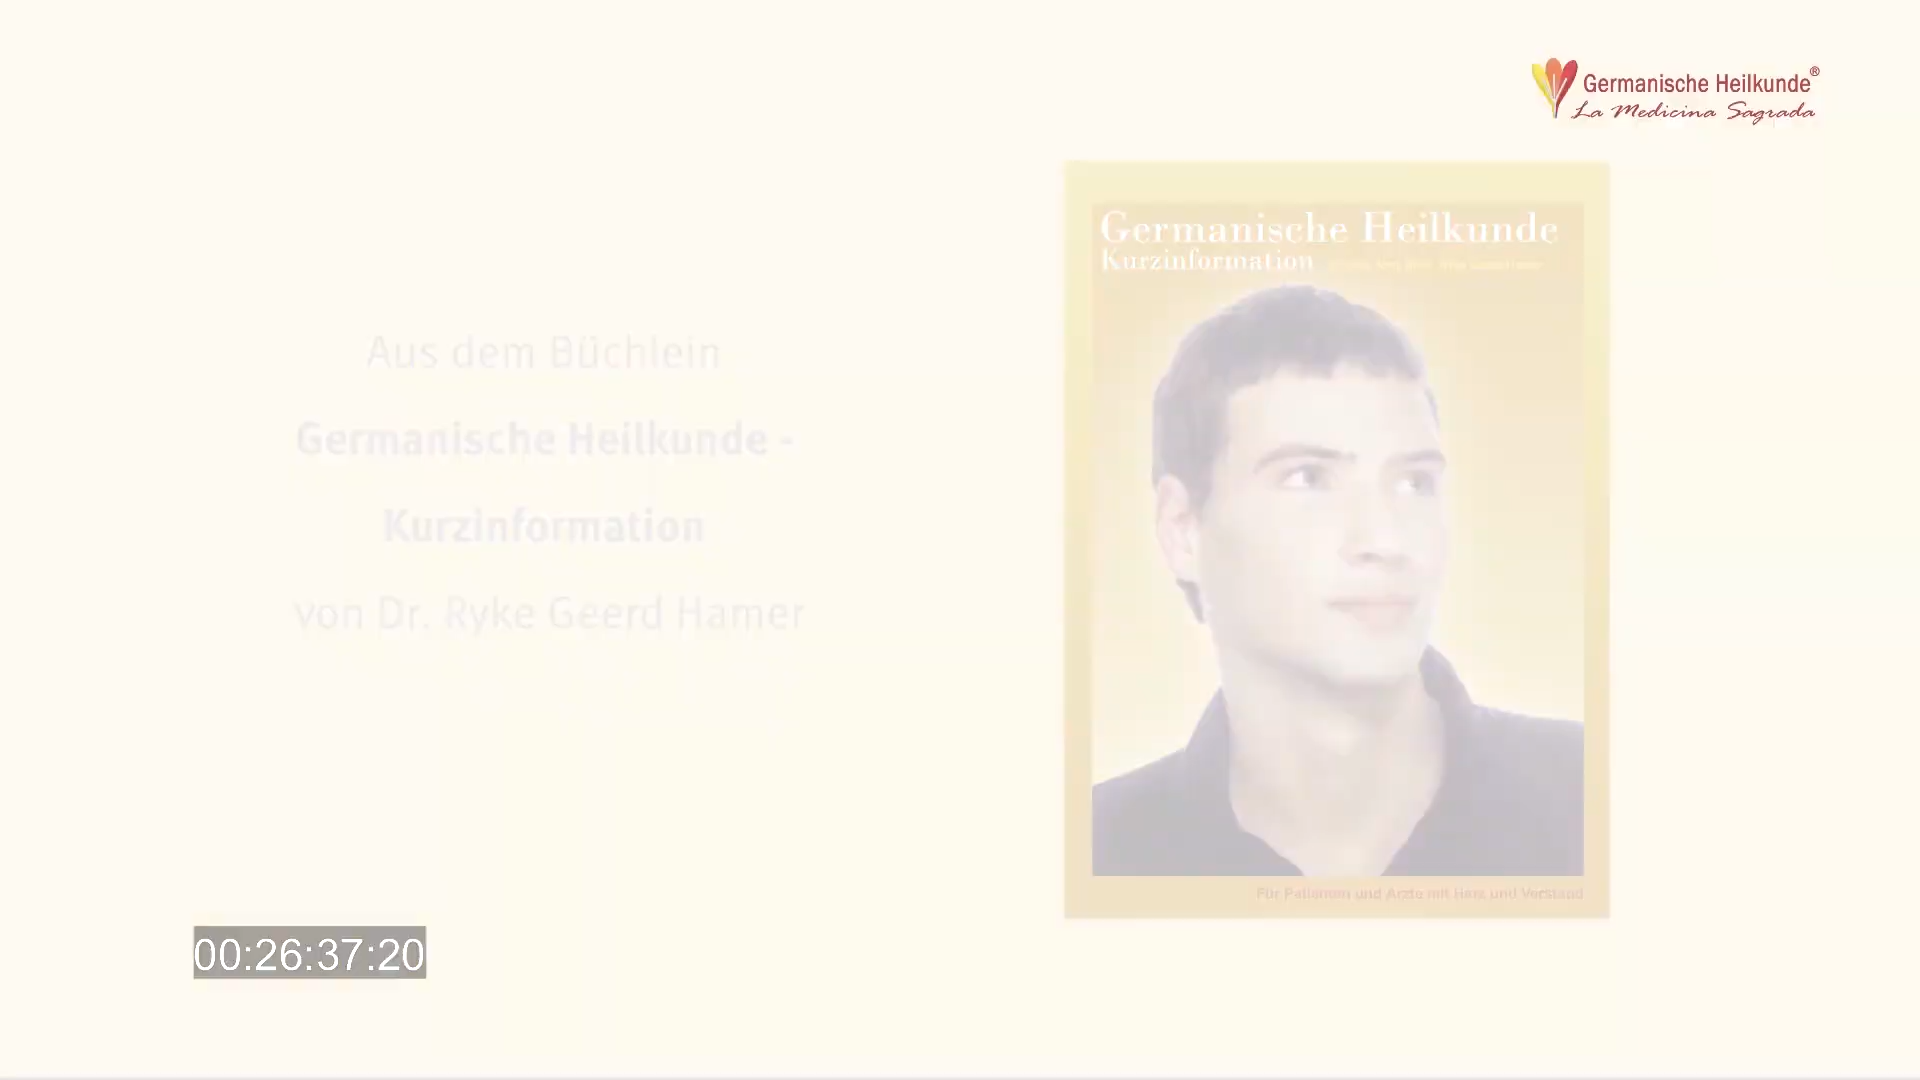 Germanische Heilkunde®
La Medicina Sagrada
Germanische Heilkunde
Kurzinformation
Aus dem Büchlein
Germanische Heilkunde -
Kurzinformation
von Dr. Ryke Geerd Hamer
Für Patienten und Ärzte mit Herz und Verstand
00:26:37:20